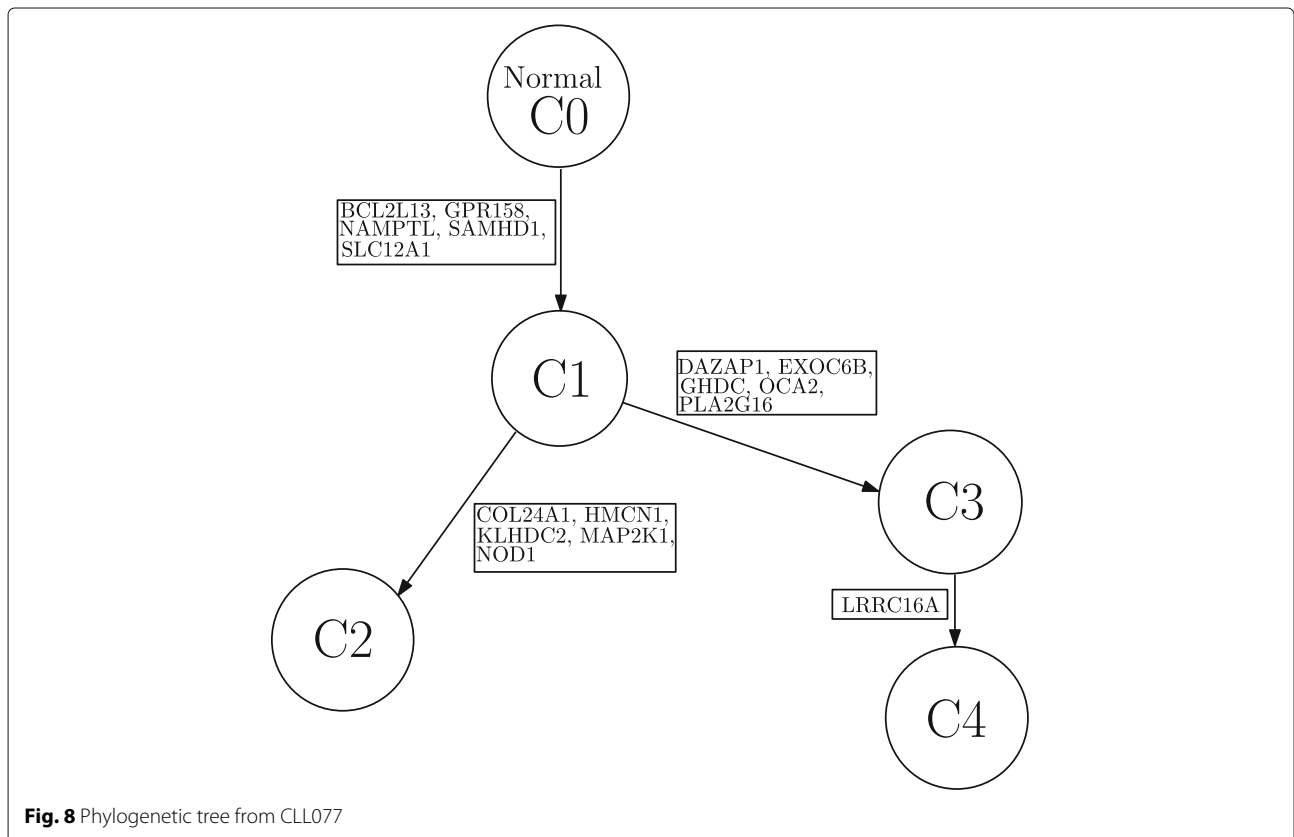 Normal
C0
BCL2L13, GPR158,
NAMPTL, SAMHD1,
SLC12A1
C1
DAZAP1, EXOC6B,
GHDC, OCA2,
PLA2G16
C3
COL24A1, HMCN1,
KLHDC2, MAP2K1,
NOD1
LRRC16A
C2
C4
Fig. 8 Phylogenetic tree from CLL077